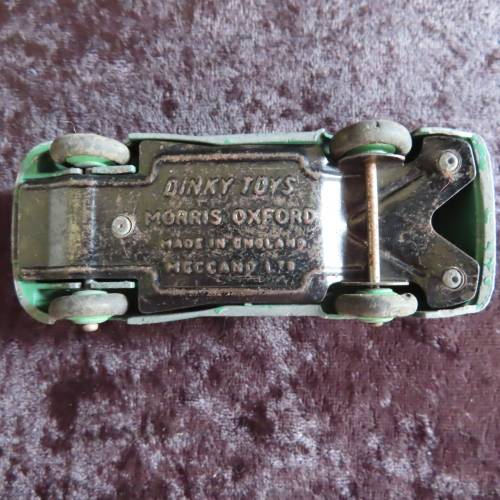 DINKY TOYS
MORRIS OXFORD
MADE IN ENGLAND
MECCANO LTD